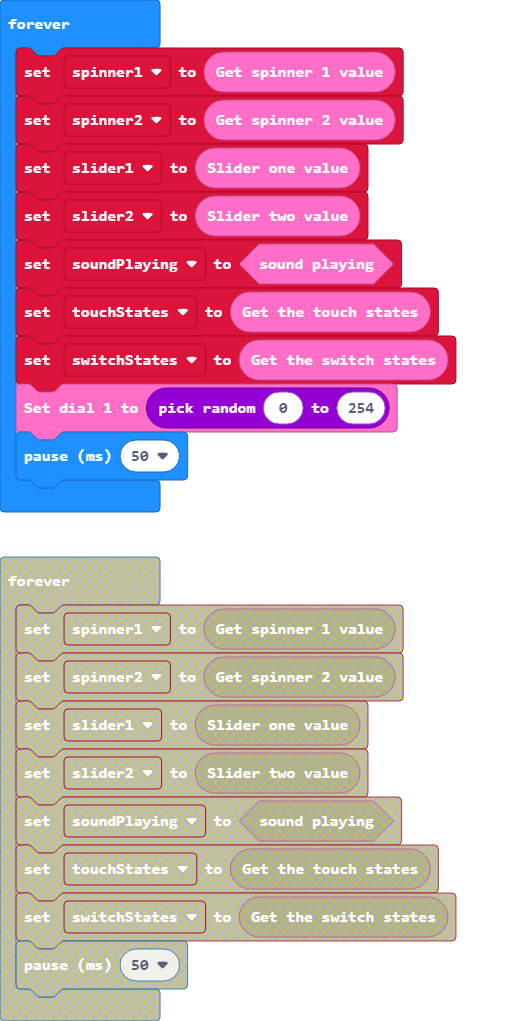 forever
set spinner1 to Get spinner 1 value
set spinner2 to Get spinner 2 value
set slider1 to Slider one value
set slider2 to Slider two value
set soundPlaying to sound playing
set touchStates to Get the touch states
set switchStates to Get the switch states
Set dial 1 to pick random 0 to 254
pause (ms) 50
forever
set spinner1 to Get spinner 1 value
set spinner2 to Get spinner 2 value
set slider1 to Slider one value
set slider2 to Slider two value
set soundPlaying to sound playing
set touchStates to Get the touch states
set switchStates to Get the switch states
pause (ms) 50